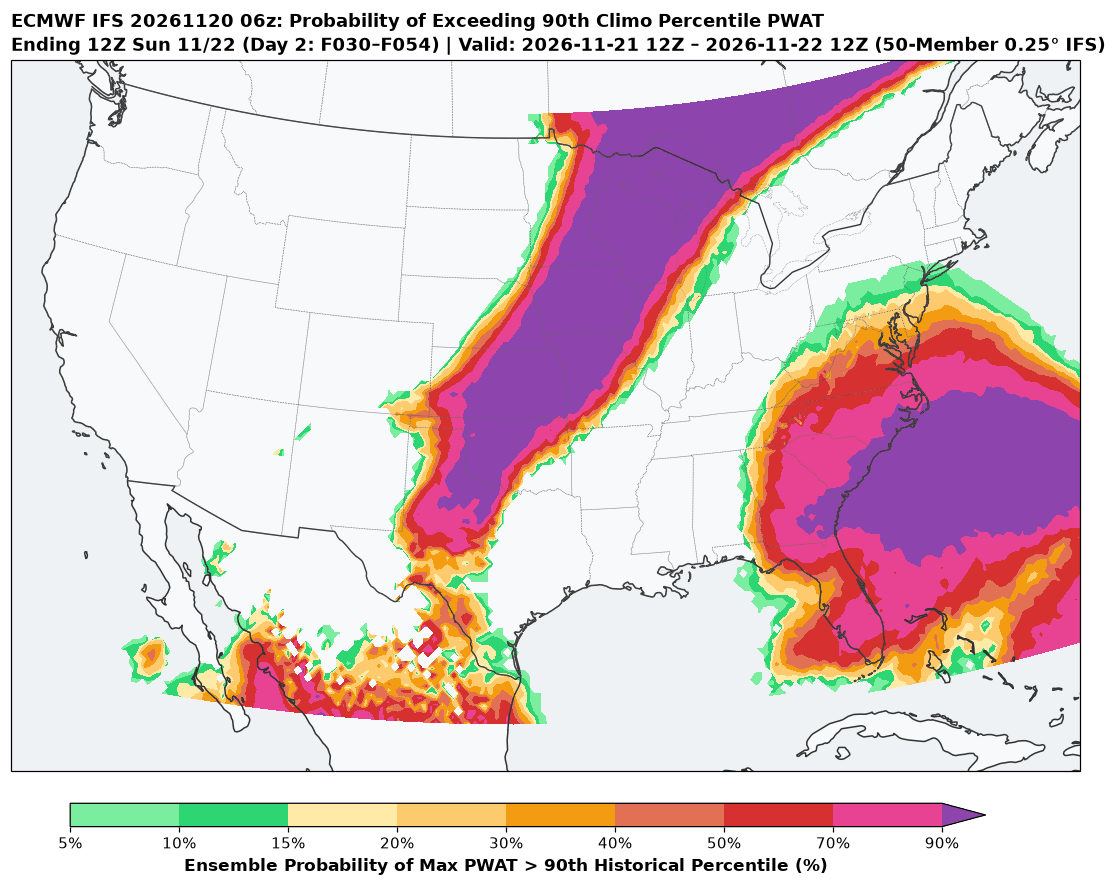 ECMWF IFS 20261120 06z: Probability of Exceeding 90th Climo Percentile PWAT
Ending 12Z Sun 11/22 (Day 2: F030–F054) | Valid: 2026-11-21 12Z – 2026-11-22 12Z (50-Member 0.25° IFS)
5% 10% 15% 20% 30% 40% 50% 70% 90%
Ensemble Probability of Max PWAT > 90th Historical Percentile (%)